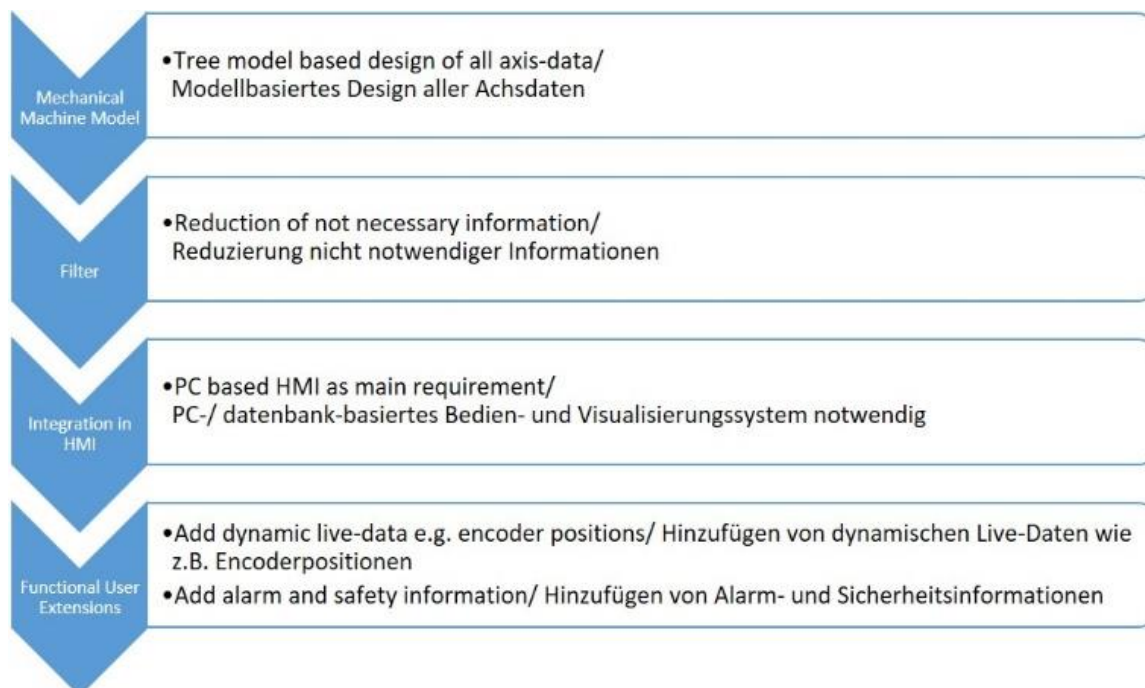 Mechanical
Machine Model
•Tree model based design of all axis-data/
Modellbasiertes Design aller Achsdaten
Filter
•Reduction of not necessary information/
Reduzierung nicht notwendiger Informationen
Integration in
HMI
•PC based HMI as main requirement/
PC-/ datenbank-basiertes Bedien- und Visualisierungssystem notwendig
Functional User
Extensions
•Add dynamic live-data e.g. encoder positions/ Hinzufügen von dynamischen Live-Daten wie
z.B. Encoderpositionen
•Add alarm and safety information/ Hinzufügen von Alarm- und Sicherheitsinformationen